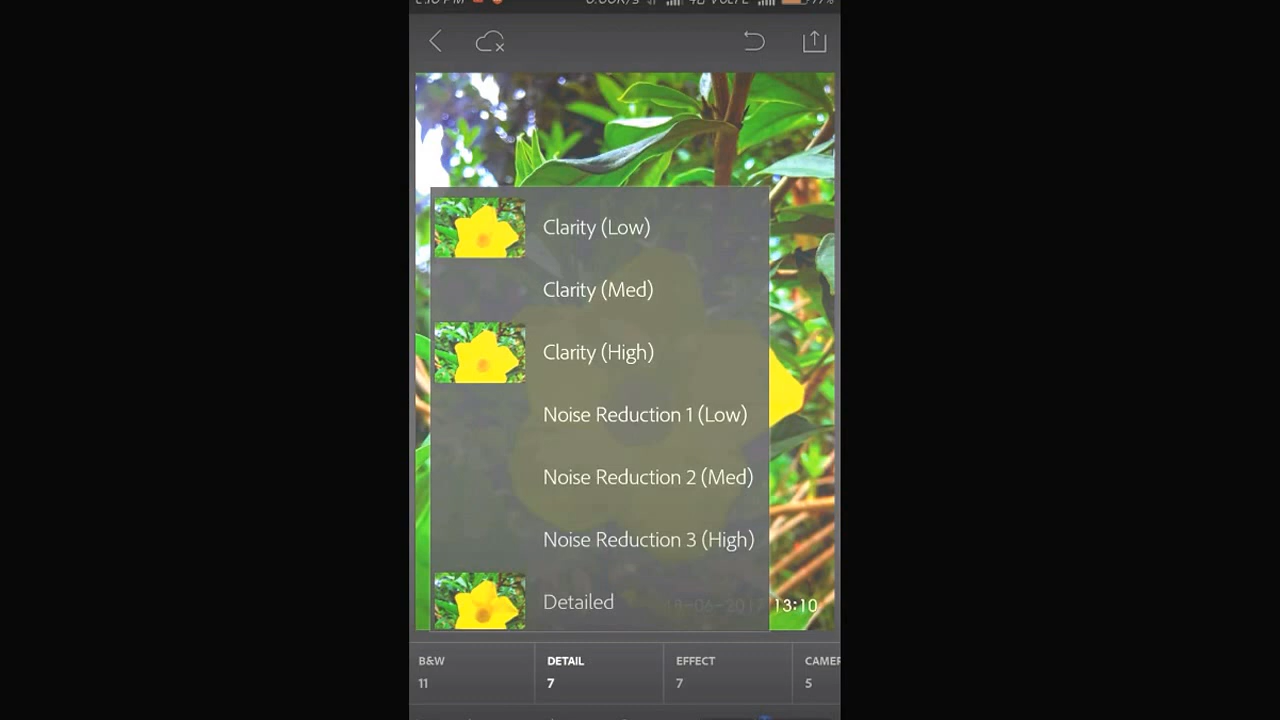 Clarity (Low)
Clarity (Med)
Clarity (High)
Noise Reduction 1 (Low)
Noise Reduction 2 (Med)
Noise Reduction 3 (High)
Detailed
13:10
B&W
DETAIL
EFFECT
11
7
7
5